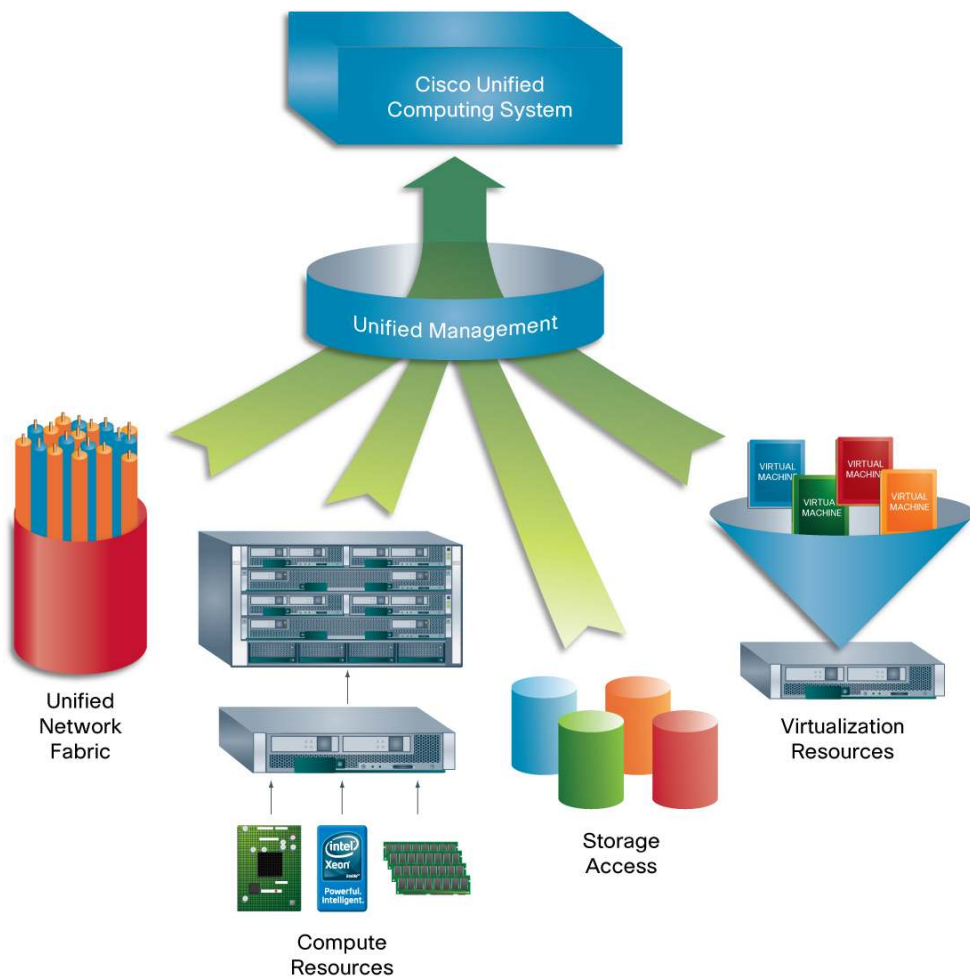 Cisco Unified
Computing System
Unified Management
VIRTUAL
MACHINE
VIRTUAL
MACHINE
VIRTUAL
MACHINE
VIRTUAL
MACHINE
Unified
Network
Fabric
Virtualization
Resources
Storage
Access
intel
Xeon
inside™
Powerful.
Intelligent.
Compute
Resources